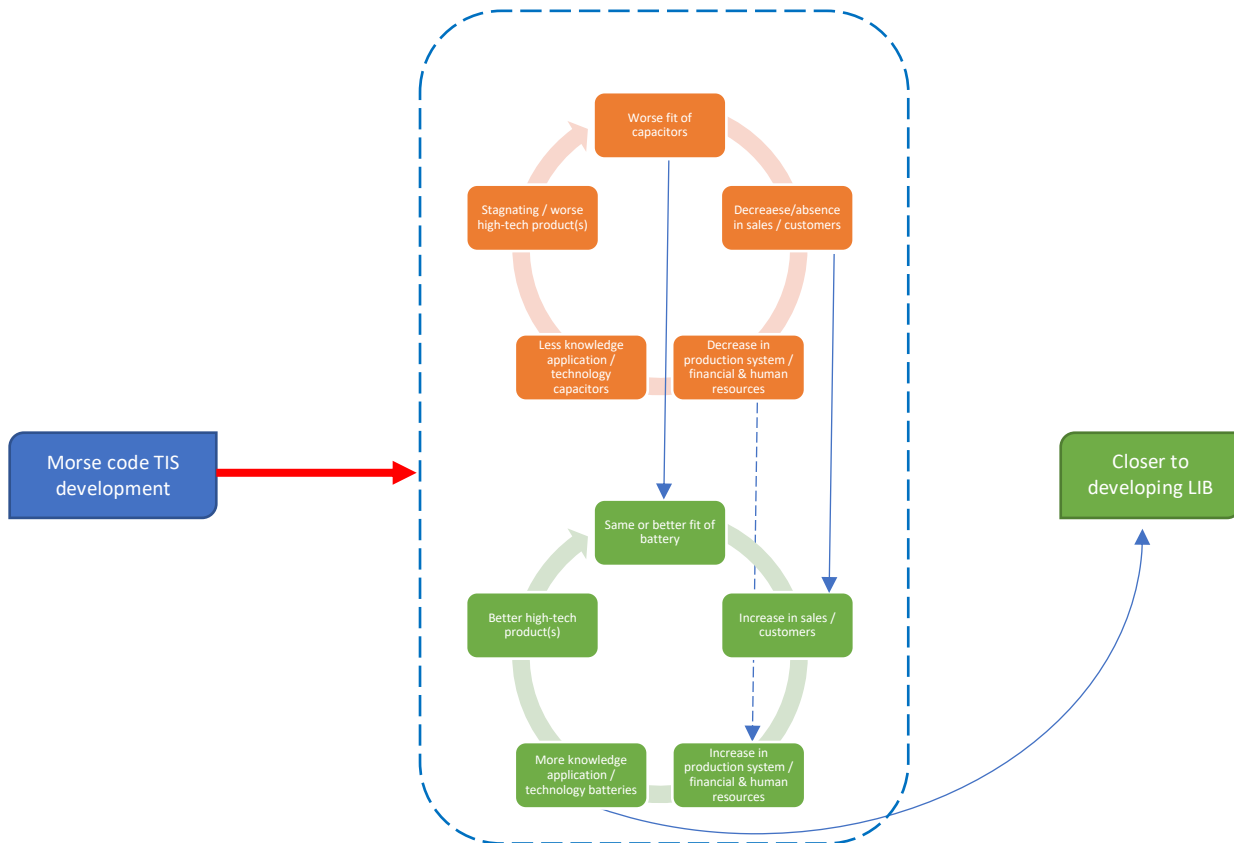 Worse fit of
capacitors
Stagnating / worse
high-tech product(s)
Decreaese/absence
in sales / customers
Less knowledge
application /
technology
capacitors
Decrease in
production system /
financial & human
resources
Morse code TIS
development
Closer to
developing LIB
Same or better fit of
battery
Better high-tech
product(s)
Increase in sales /
customers
More knowledge
application /
technology batteries
Increase in
production system /
financial & human
resources